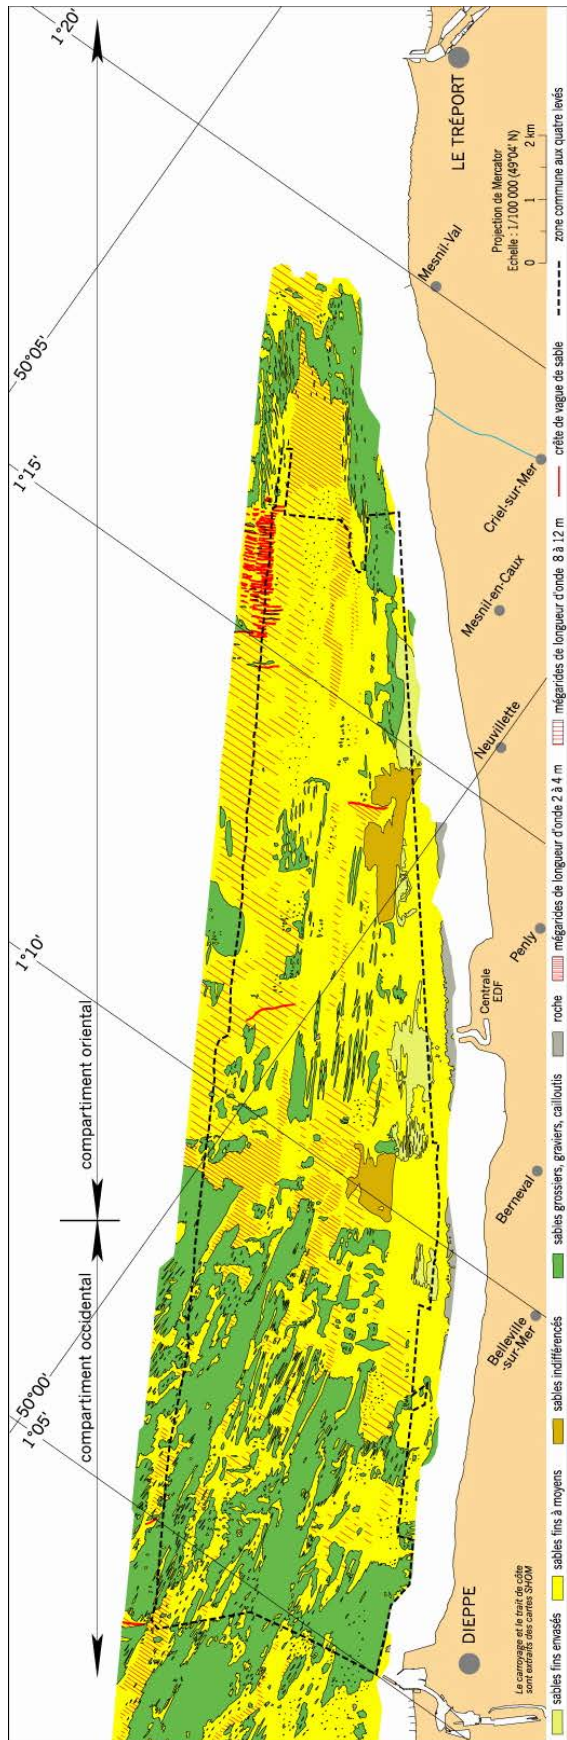 1°20'
50°05'
1°15'
1°10'
50°00'
1°05'
compartiment oriental
compartiment occidental
LE TRÉPORT
Mesnil-Val
Criel-sur-Mer
Mesnil-en-Caux
Neuvillette
Penly
Centrale
EDF
Berneval
Belleville
-sur-Mer
DIEPPE
Projection de Mercator
Echelle : 1/100 000 (49°04' N)
0 1 2 km
Le carroyage et le trait de côte
sont extraits des cartes SHOM
sables fins envasés
sables fins à moyens
sables indifférencés
sables grossiers, graviers, cailloutis
roche
mégarides de longueur d'onde 2 à 4 m
mégarides de longueur d'onde 8 à 12 m
crête de vague de sable
zone commune aux quatre levés